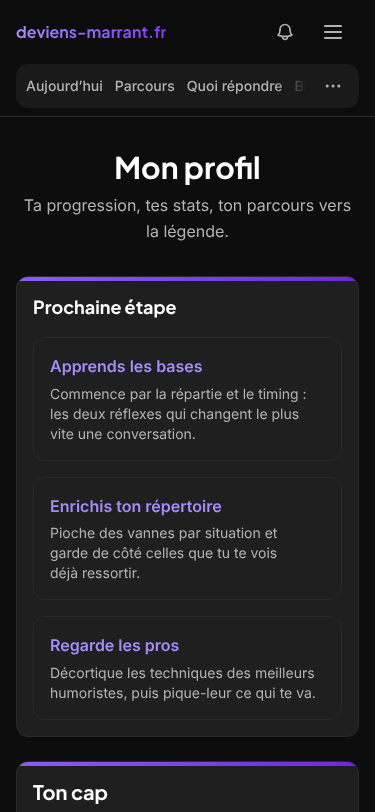 deviens-marrant.fr
Aujourd'hui Parcours Quoi répondre
Mon profil
Ta progression, tes stats, ton parcours vers
la légende.
Prochaine étape
Apprends les bases
Commence par la répartie et le timing :
les deux réflexes qui changent le plus
vite une conversation.
Enrichis ton répertoire
Pioche des vannes par situation et
garde de côté celles que tu te vois
déjà ressortir.
Regarde les pros
Décortique les techniques des meilleurs
humoristes, puis pique-leur ce qui te va.
Ton cap